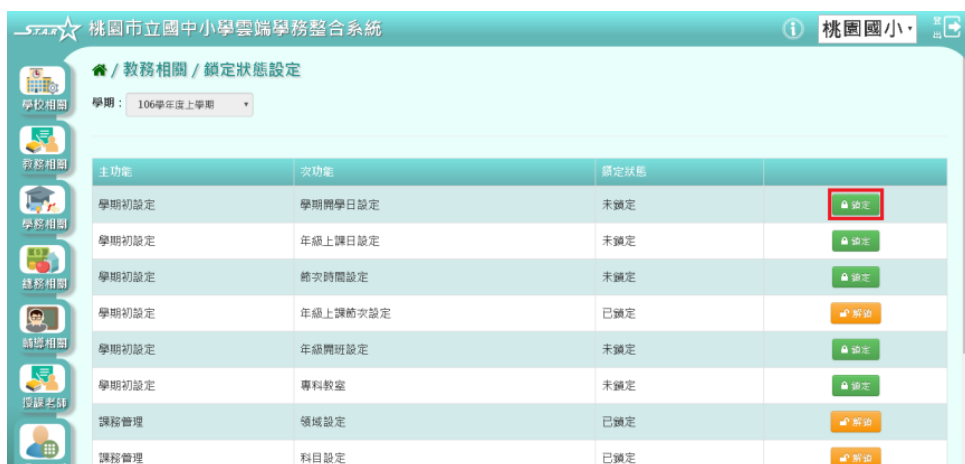 STAR 桃園市立國中小學雲端學務整合系統 桃園國小 登出
/ 教務相關 / 鎖定狀態設定
學期： 106學年度上學期
學校相關
教務相關
學務相關
總務相關
輔導相關
授課老師
主功能 次功能 鎖定狀態
學期初設定 學期開學日設定 未鎖定 鎖定
學期初設定 年級上課日設定 未鎖定 鎖定
學期初設定 節次時間設定 未鎖定 鎖定
學期初設定 年級上課節次設定 已鎖定 解鎖
學期初設定 年級開班設定 未鎖定 鎖定
學期初設定 專科教室 未鎖定 鎖定
課務管理 領域設定 已鎖定 解鎖
課務管理 科目設定 已鎖定 解鎖